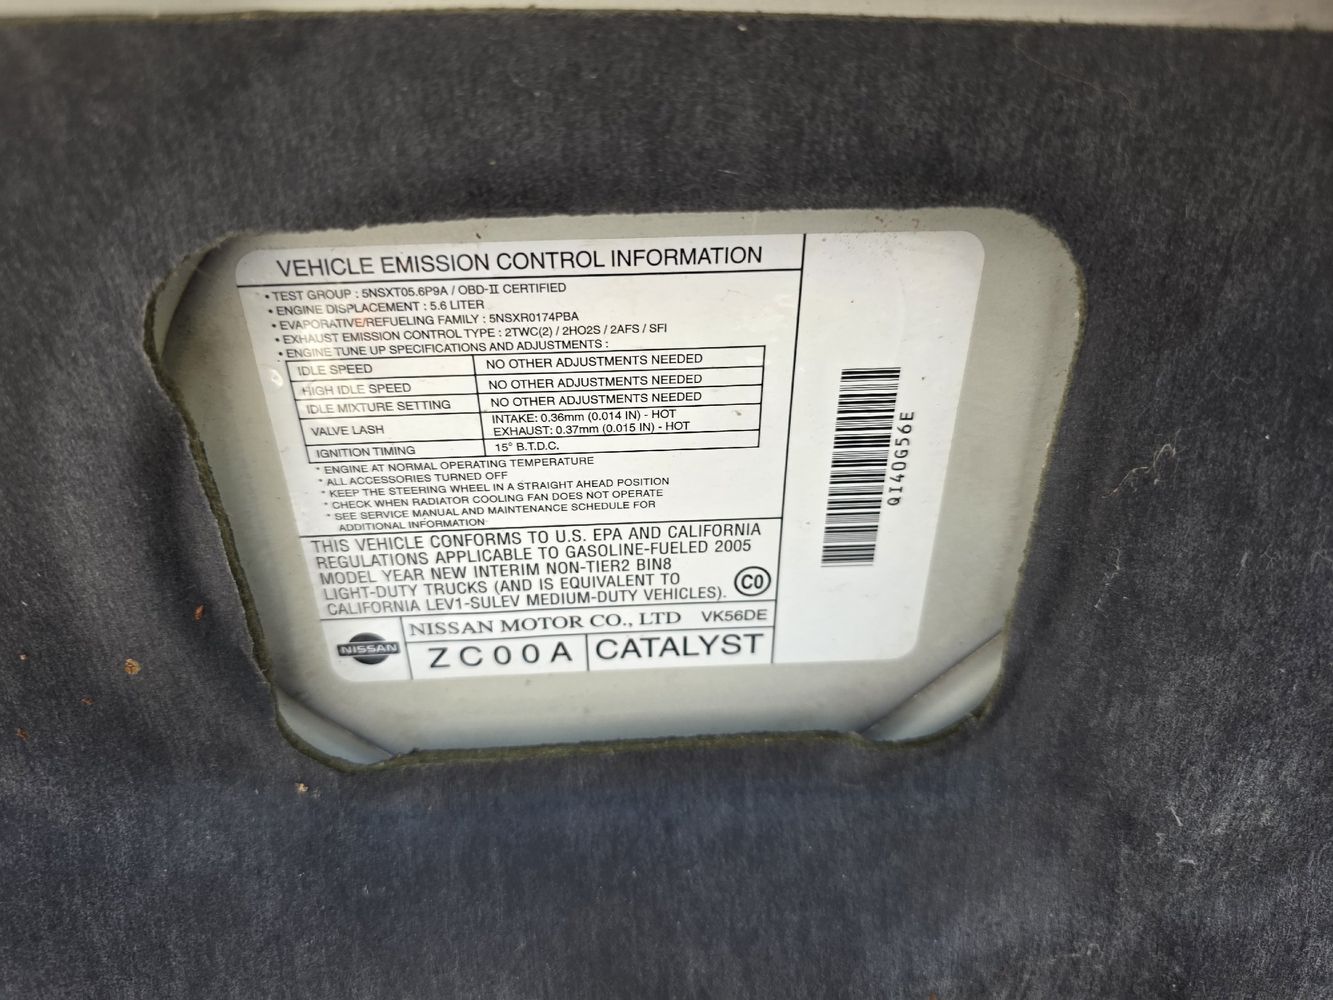 VEHICLE EMISSION CONTROL INFORMATION
• TEST GROUP : 5NSXT05.6P9A / OBD-II CERTIFIED
• ENGINE DISPLACEMENT : 5.6 LITER
• EVAPORATIVE/REFUELING FAMILY : 5NSXR0174PBA
• EXHAUST EMISSION CONTROL TYPE : 2TWC(2) / 2HO2S / 2AFS / SFI
• ENGINE TUNE UP SPECIFICATIONS AND ADJUSTMENTS :
IDLE SPEED NO OTHER ADJUSTMENTS NEEDED
HIGH IDLE SPEED NO OTHER ADJUSTMENTS NEEDED
IDLE MIXTURE SETTING NO OTHER ADJUSTMENTS NEEDED
VALVE LASH INTAKE: 0.36mm (0.014 IN) - HOT
EXHAUST: 0.37mm (0.015 IN) - HOT
IGNITION TIMING 15° B.T.D.C.
* ENGINE AT NORMAL OPERATING TEMPERATURE
* ALL ACCESSORIES TURNED OFF
* KEEP THE STEERING WHEEL IN A STRAIGHT AHEAD POSITION
* CHECK WHEN RADIATOR COOLING FAN DOES NOT OPERATE
* SEE SERVICE MANUAL AND MAINTENANCE SCHEDULE FOR
ADDITIONAL INFORMATION
THIS VEHICLE CONFORMS TO U.S. EPA AND CALIFORNIA
REGULATIONS APPLICABLE TO GASOLINE-FUELED 2005
MODEL YEAR NEW INTERIM NON-TIER2 BIN8
LIGHT-DUTY TRUCKS (AND IS EQUIVALENT TO
CALIFORNIA LEV1-SULEV MEDIUM-DUTY VEHICLES).
C0
NISSAN
NISSAN MOTOR CO., LTD VK56DE
ZC00A CATALYST
QI40G56E